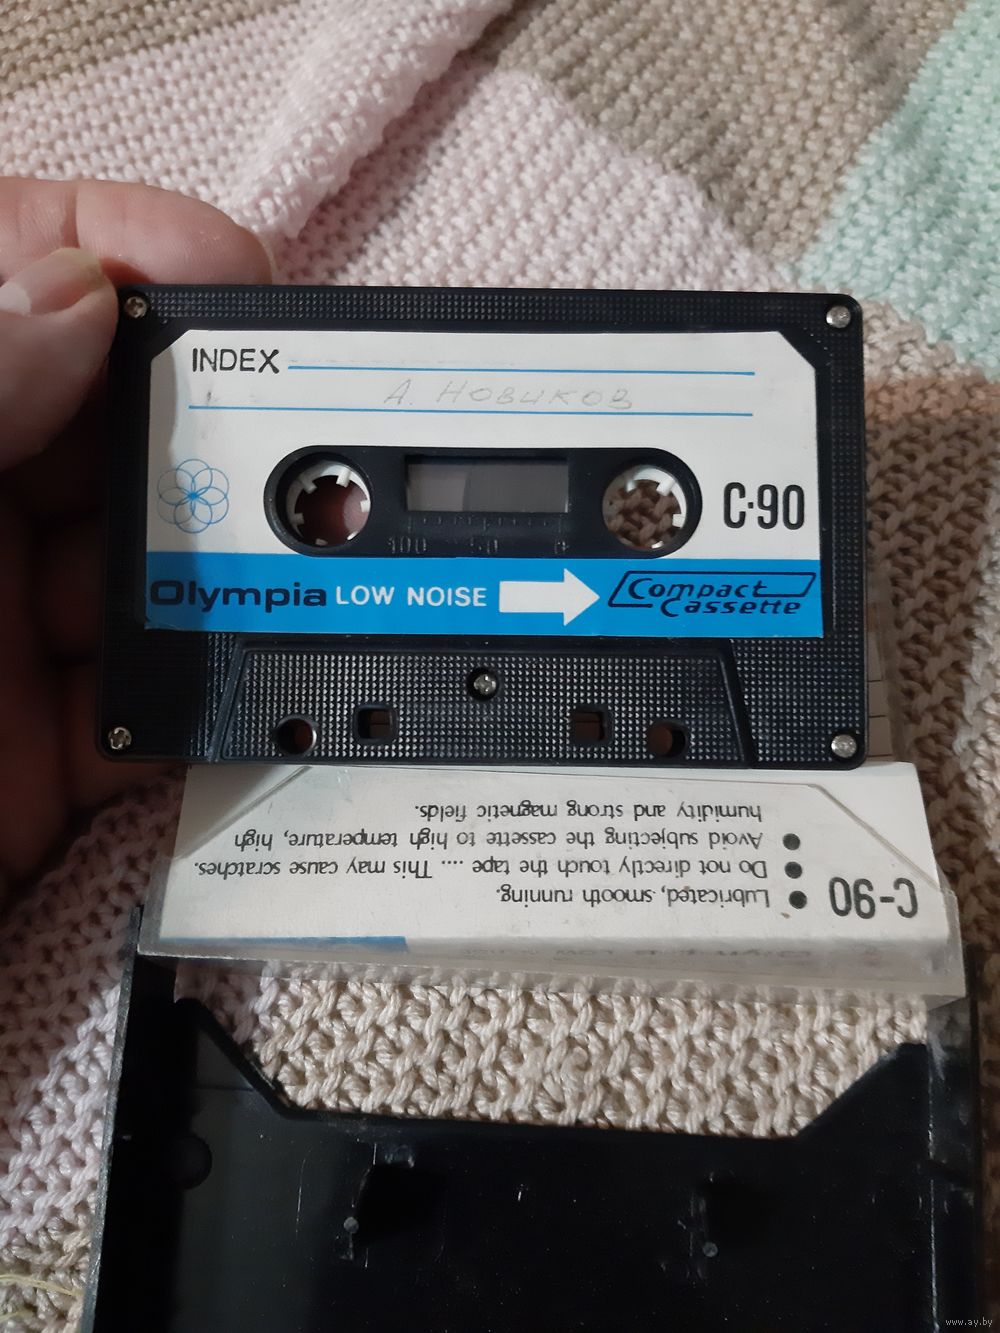 INDEX
А. Новиков
C·90
100 50 0
Olympia LOW NOISE Compact Cassette
C-90
Lubricated, smooth running.
Do not directly touch the tape .... This may cause scratches.
Avoid subjecting the cassette to high temperature, high
humidity and strong magnetic fields.
www.ay.by